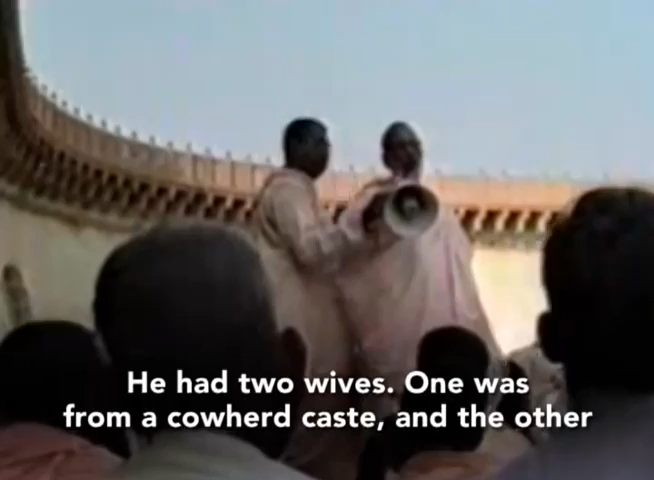 He had two wives. One was
from a cowherd caste, and the other